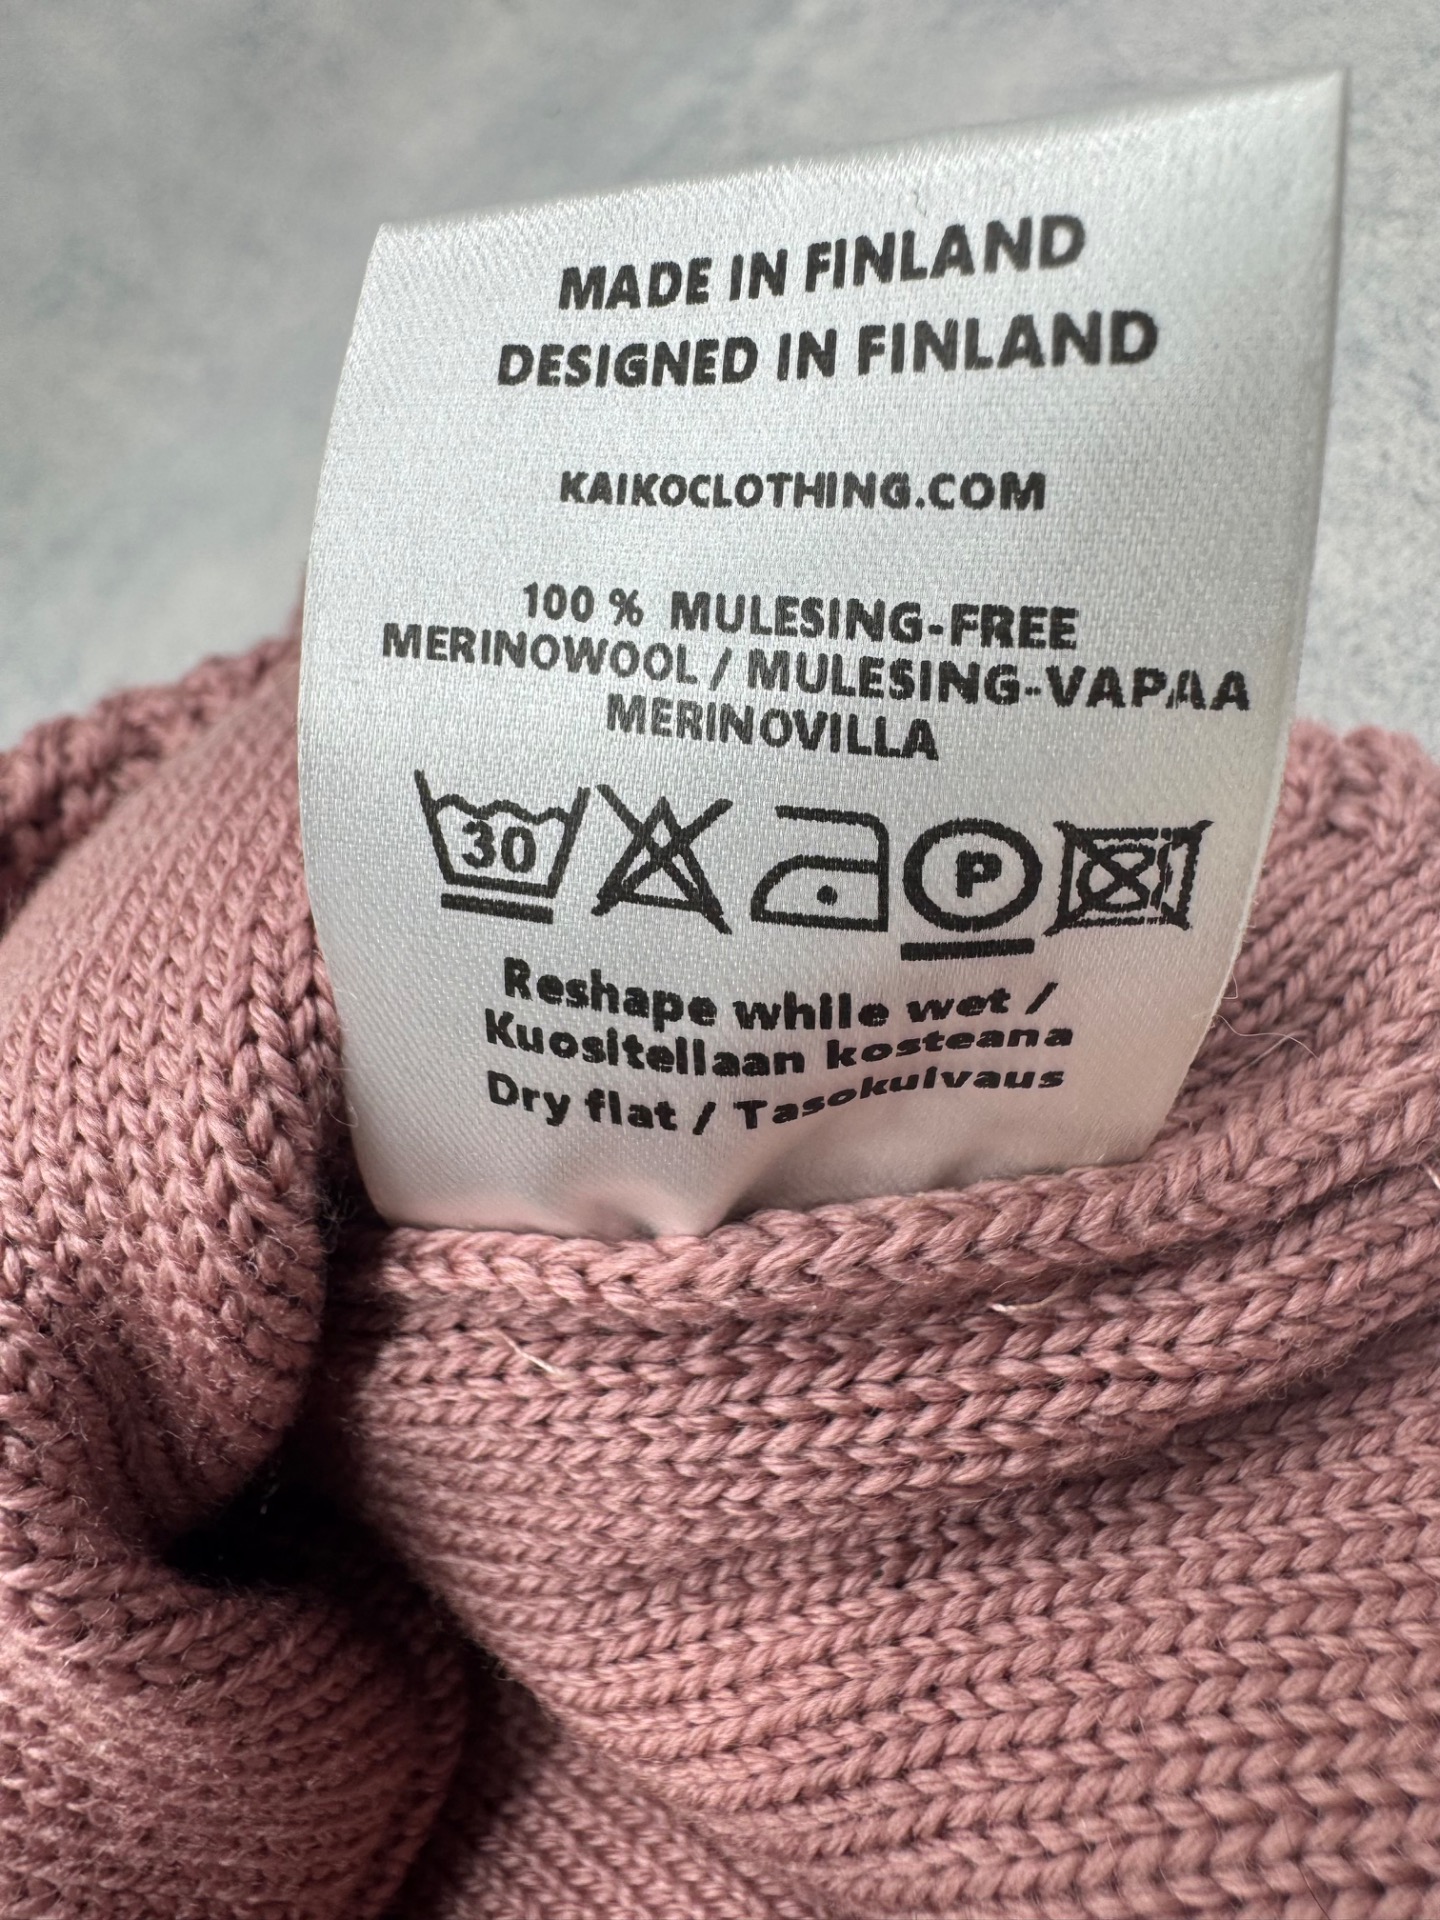 MADE IN FINLAND
DESIGNED IN FINLAND
KAIKOCLOTHING.COM
100 % MULESING-FREE
MERINOWOOL / MULESING-VAPAA
MERINOVILLA
30 P
Reshape while wet /
Kuositellaan kosteana
Dry flat / Tasokuivaus